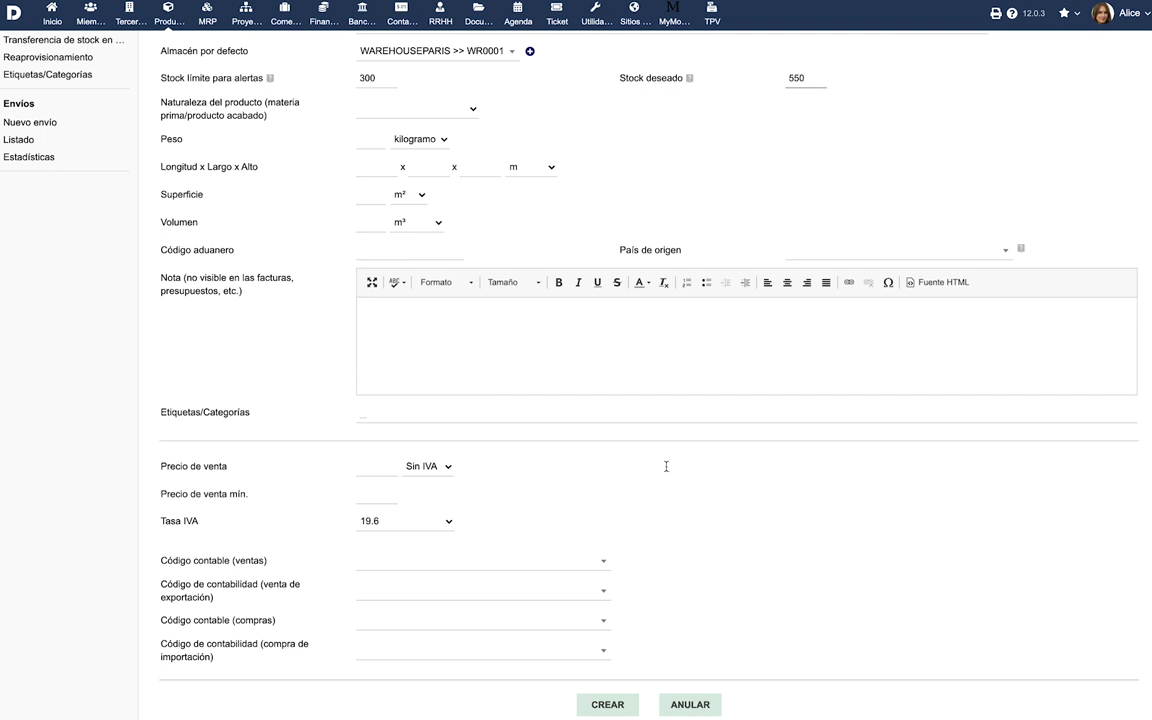 D Inicio Miem... Tercer... Produ... MRP Proye... Come... Finan... Banc... Conta... RRHH Docu... Agenda Ticket Utilida... Sitios ... M MyMo... TPV 12.0.3 Alice
Transferencia de stock en ...
Reaprovisionamiento
Etiquetas/Categorías
Envíos
Nuevo envío
Listado
Estadísticas
Almacén por defecto WAREHOUSEPARIS >> WR0001
Stock límite para alertas ? 300 Stock deseado ? 550
Naturaleza del producto (materia
prima/producto acabado)
Peso kilogramo
Longitud x Largo x Alto x x m
Superficie m²
Volumen m³
Código aduanero País de origen ?
Nota (no visible en las facturas,
presupuestos, etc.)
ABC Formato Tamaño B I U S A Tx Ω Fuente HTML
Etiquetas/Categorías
Precio de venta Sin IVA
Precio de venta mín.
Tasa IVA 19.6
Código contable (ventas)
Código de contabilidad (venta de
exportación)
Código contable (compras)
Código de contabilidad (compra de
importación)
CREAR ANULAR